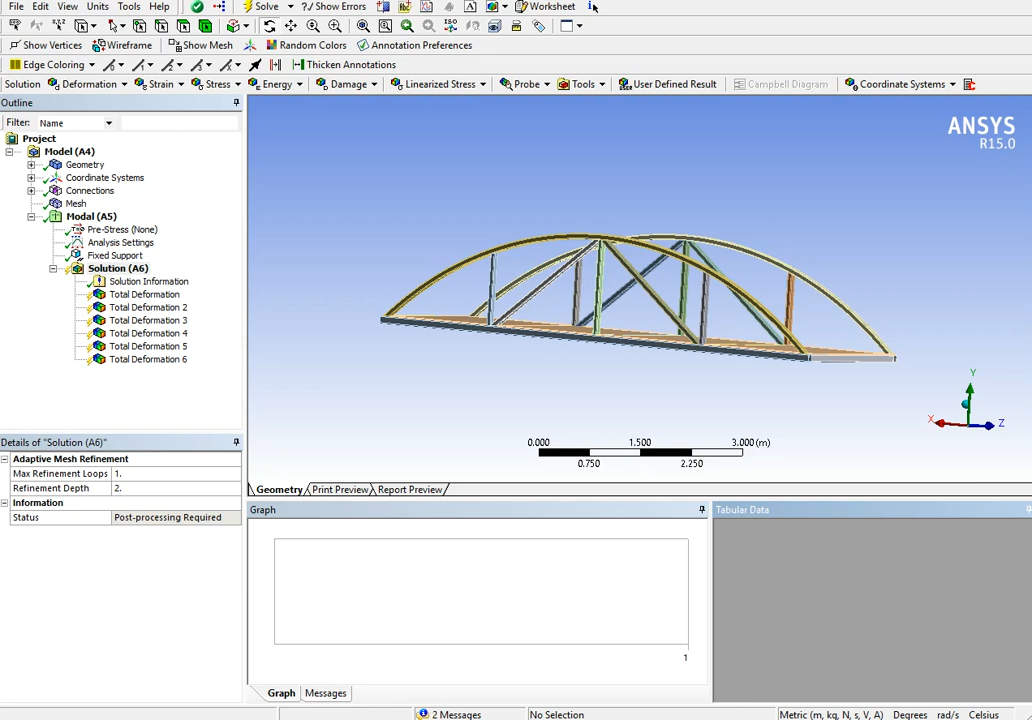 File Edit View Units Tools Help Solve ?/ Show Errors Worksheet i
Show Vertices Wireframe Show Mesh Random Colors Annotation Preferences
Edge Coloring Thicken Annotations
Solution Deformation Strain Stress Energy Damage Linearized Stress Probe Tools User Defined Result Campbell Diagram Coordinate Systems
Outline
Filter: Name
Project
Model (A4)
Geometry
Coordinate Systems
Connections
Mesh
Modal (A5)
Pre-Stress (None)
Analysis Settings
Fixed Support
Solution (A6)
Solution Information
Total Deformation
Total Deformation 2
Total Deformation 3
Total Deformation 4
Total Deformation 5
Total Deformation 6
Details of "Solution (A6)"
Adaptive Mesh Refinement
Max Refinement Loops 1.
Refinement Depth 2.
Information
Status Post-processing Required
ANSYS
R15.0
Y
X
Z
0.000 1.500 3.000 (m)
0.750 2.250
Geometry Print Preview Report Preview
Graph
1
Graph Messages
Tabular Data
2 Messages No Selection Metric (m, kg, N, s, V, A) Degrees rad/s Celsius